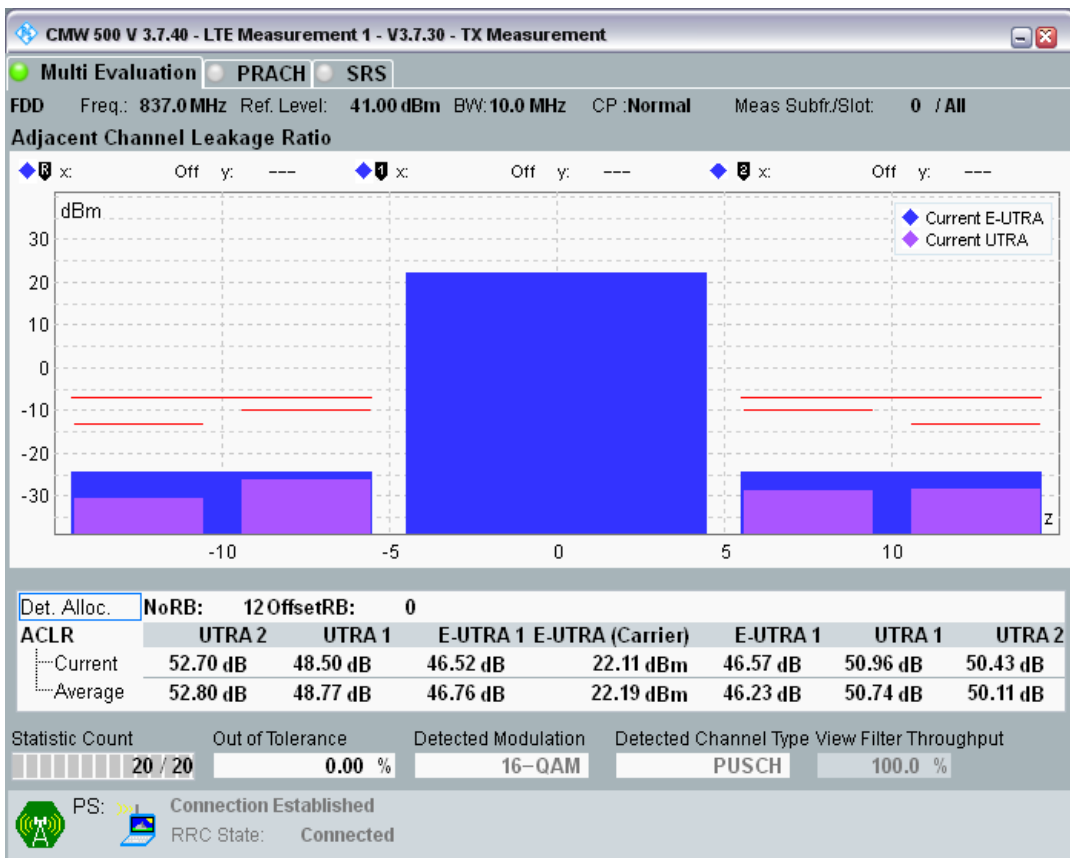 CMW 500 V 3.7.40 - LTE Measurement 1 - V3.7.30 - TX Measurement
Multi Evaluation PRACH SRS
FDD Freq.: 837.0 MHz Ref. Level: 41.00 dBm BW: 10.0 MHz CP :Normal Meas Subfr./Slot: 0 / All
Adjacent Channel Leakage Ratio
R x: Off y: --- 1 x: Off y: --- 2 x: Off y: ---
dBm
Current E-UTRA
Current UTRA
30
20
10
0
-10
-20
-30
z
-10 -5 0 5 10
Det. Alloc. NoRB: 12 OffsetRB: 0
ACLR UTRA 2 UTRA 1 E-UTRA 1 E-UTRA (Carrier) E-UTRA 1 UTRA 1 UTRA 2
Current 52.70 dB 48.50 dB 46.52 dB 22.11 dBm 46.57 dB 50.96 dB 50.43 dB
Average 52.80 dB 48.77 dB 46.76 dB 22.19 dBm 46.23 dB 50.74 dB 50.11 dB
Statistic Count Out of Tolerance Detected Modulation Detected Channel Type View Filter Throughput
20 / 20 0.00 % 16-QAM PUSCH 100.0 %
PS: Connection Established
RRC State: Connected